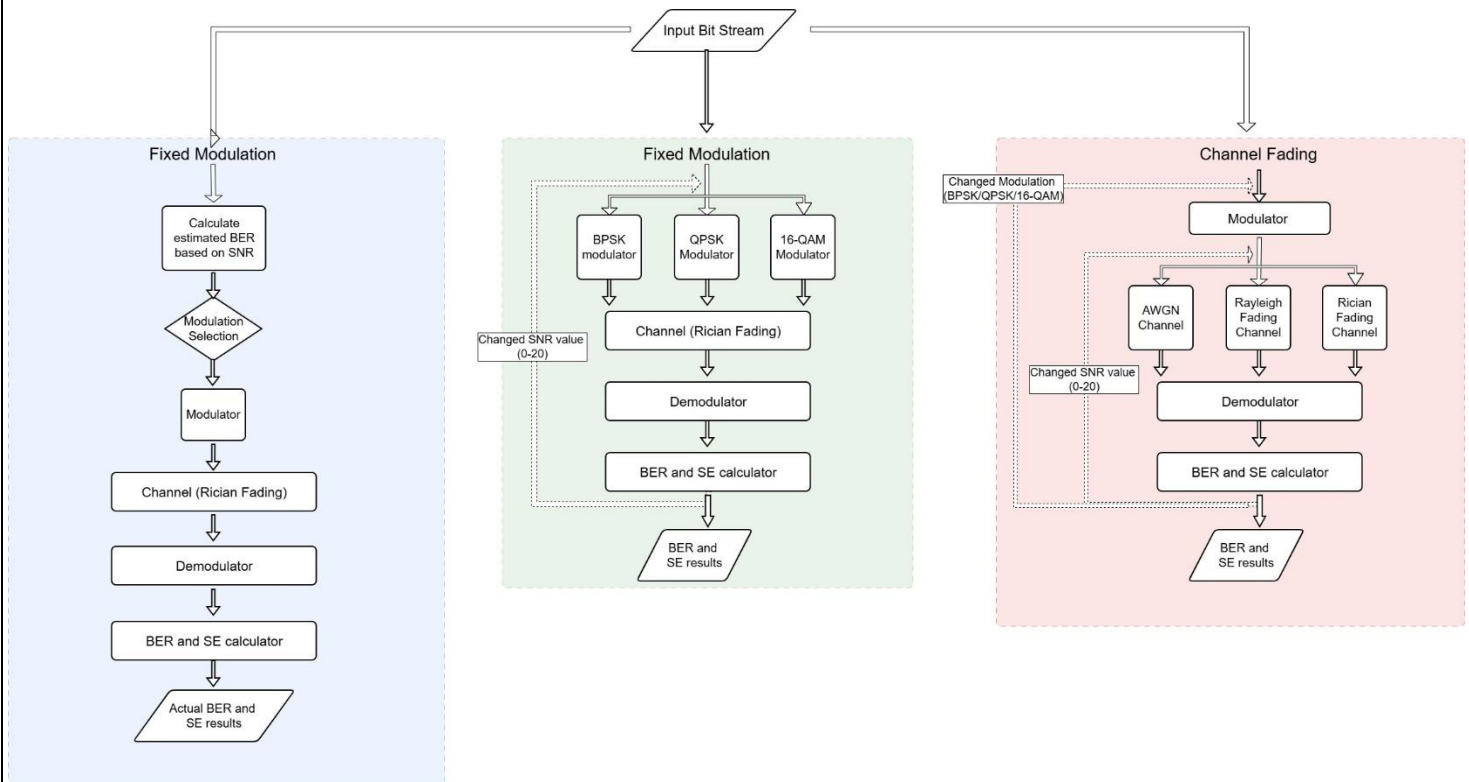 Input Bit Stream
Fixed Modulation
Calculate
estimated BER
based on SNR
Modulation
Selection
Modulator
Channel (Rician Fading)
Demodulator
BER and SE calculator
Actual BER and
SE results
Fixed Modulation
BPSK
modulator
QPSK
Modulator
16-QAM
Modulator
Changed SNR value
(0-20)
Channel (Rician Fading)
Demodulator
BER and SE calculator
BER and
SE results
Channel Fading
Changed Modulation
(BPSK/QPSK/16-QAM)
Modulator
AWGN
Channel
Rayleigh
Fading
Channel
Rician
Fading
Channel
Changed SNR value
(0-20)
Demodulator
BER and SE calculator
BER and
SE results